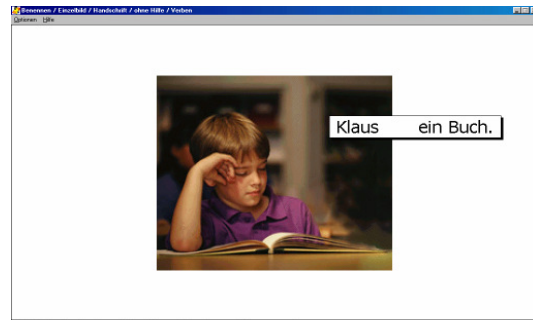 Benennen / Einzelbild / Handschrift / ohne Hilfe / Verben
Optionen Hilfe
Klaus ein Buch.